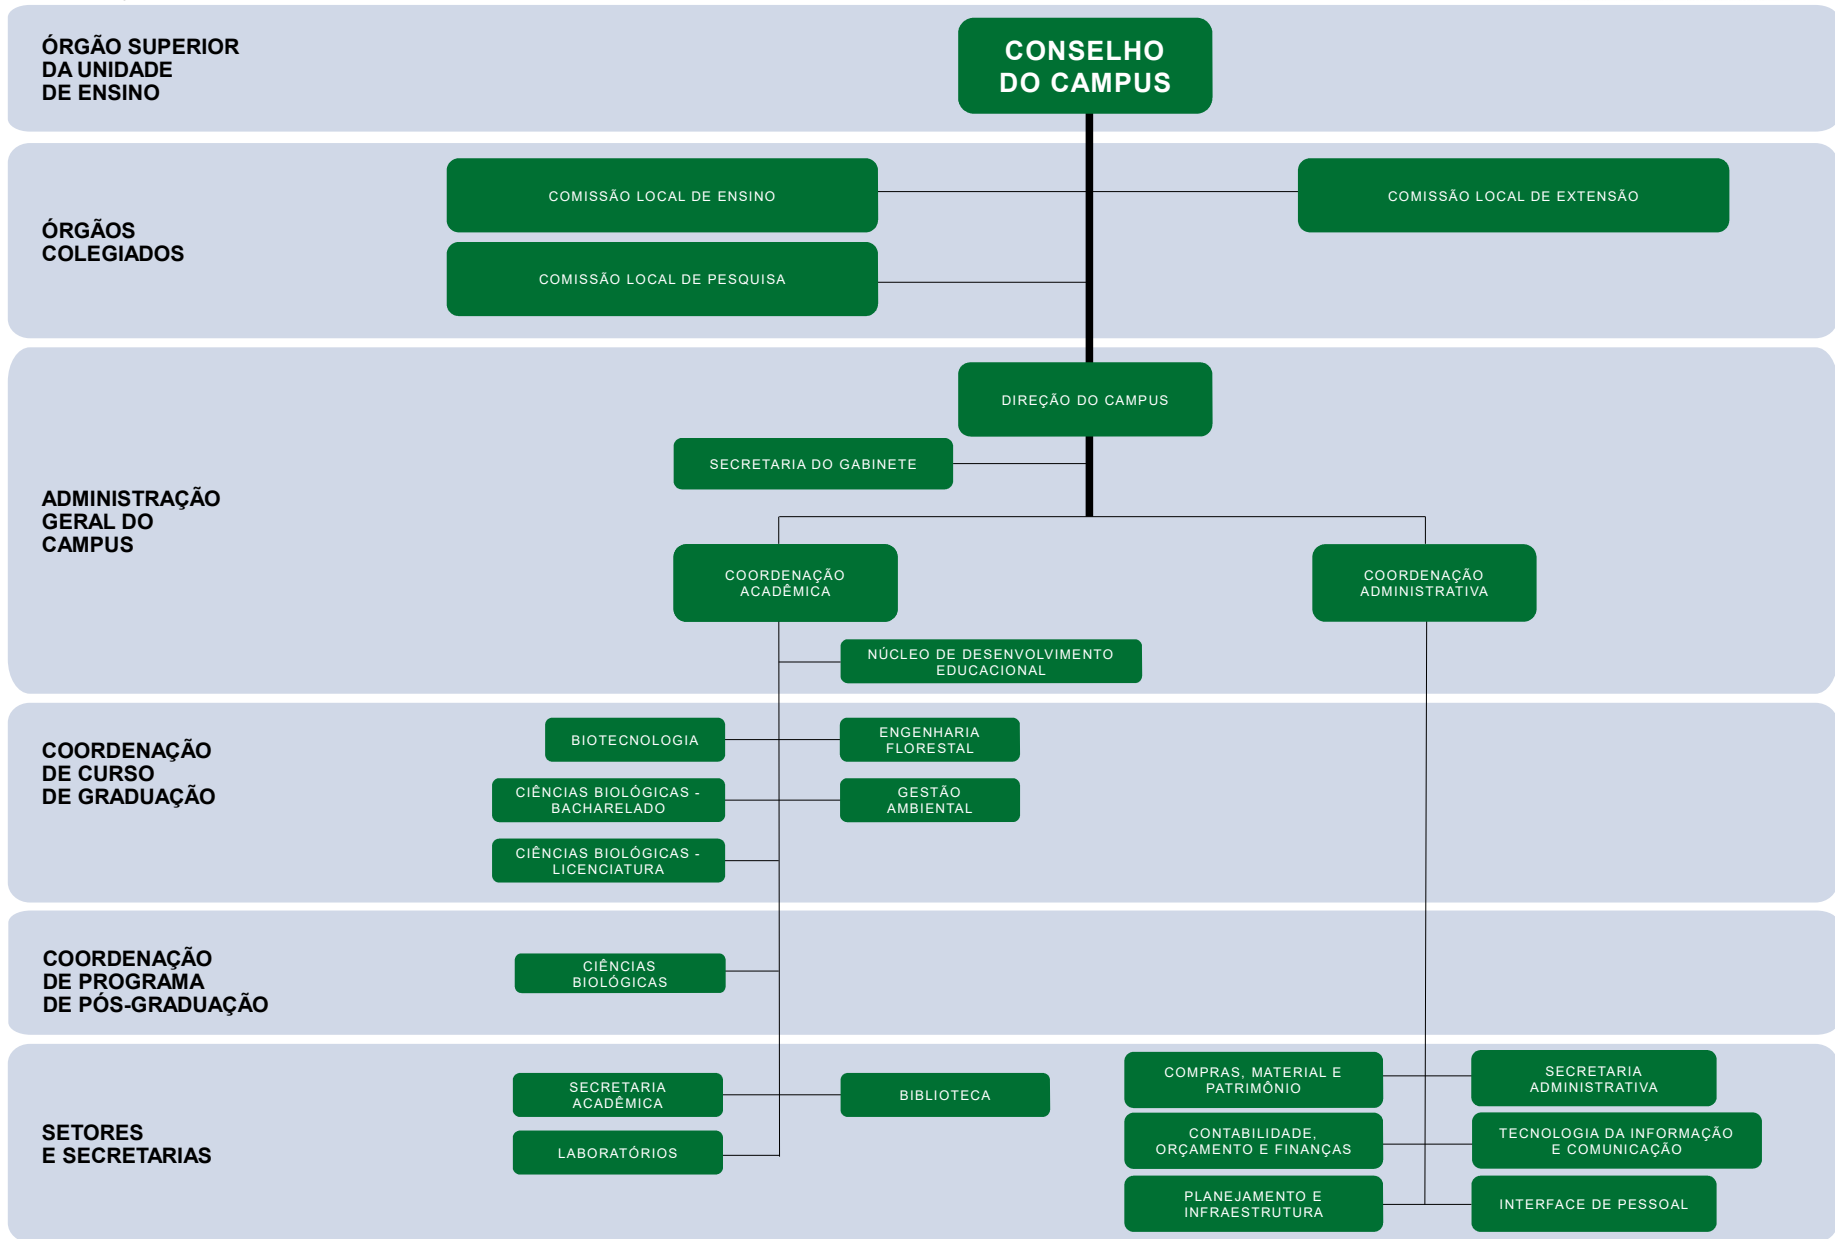 ÓRGÃO SUPERIOR
DA UNIDADE
DE ENSINO
CONSELHO
DO CAMPUS
ÓRGÃOS
COLEGIADOS
COMISSÃO LOCAL DE ENSINO
COMISSÃO LOCAL DE EXTENSÃO
COMISSÃO LOCAL DE PESQUISA
ADMINISTRAÇÃO
GERAL DO
CAMPUS
DIREÇÃO DO CAMPUS
SECRETARIA DO GABINETE
COORDENAÇÃO
ACADÊMICA
COORDENAÇÃO
ADMINISTRATIVA
NÚCLEO DE DESENVOLVIMENTO
EDUCACIONAL
COORDENAÇÃO
DE CURSO
DE GRADUAÇÃO
BIOTECNOLOGIA
ENGENHARIA
FLORESTAL
CIÊNCIAS BIOLÓGICAS -
BACHARELADO
GESTÃO
AMBIENTAL
CIÊNCIAS BIOLÓGICAS -
LICENCIATURA
COORDENAÇÃO
DE PROGRAMA
DE PÓS-GRADUAÇÃO
CIÊNCIAS
BIOLÓGICAS
SETORES
E SECRETARIAS
SECRETARIA
ACADÊMICA
BIBLIOTECA
LABORATÓRIOS
COMPRAS, MATERIAL E
PATRIMÔNIO
SECRETARIA
ADMINISTRATIVA
CONTABILIDADE,
ORÇAMENTO E FINANÇAS
TECNOLOGIA DA INFORMAÇÃO
E COMUNICAÇÃO
PLANEJAMENTO E
INFRAESTRUTURA
INTERFACE DE PESSOAL